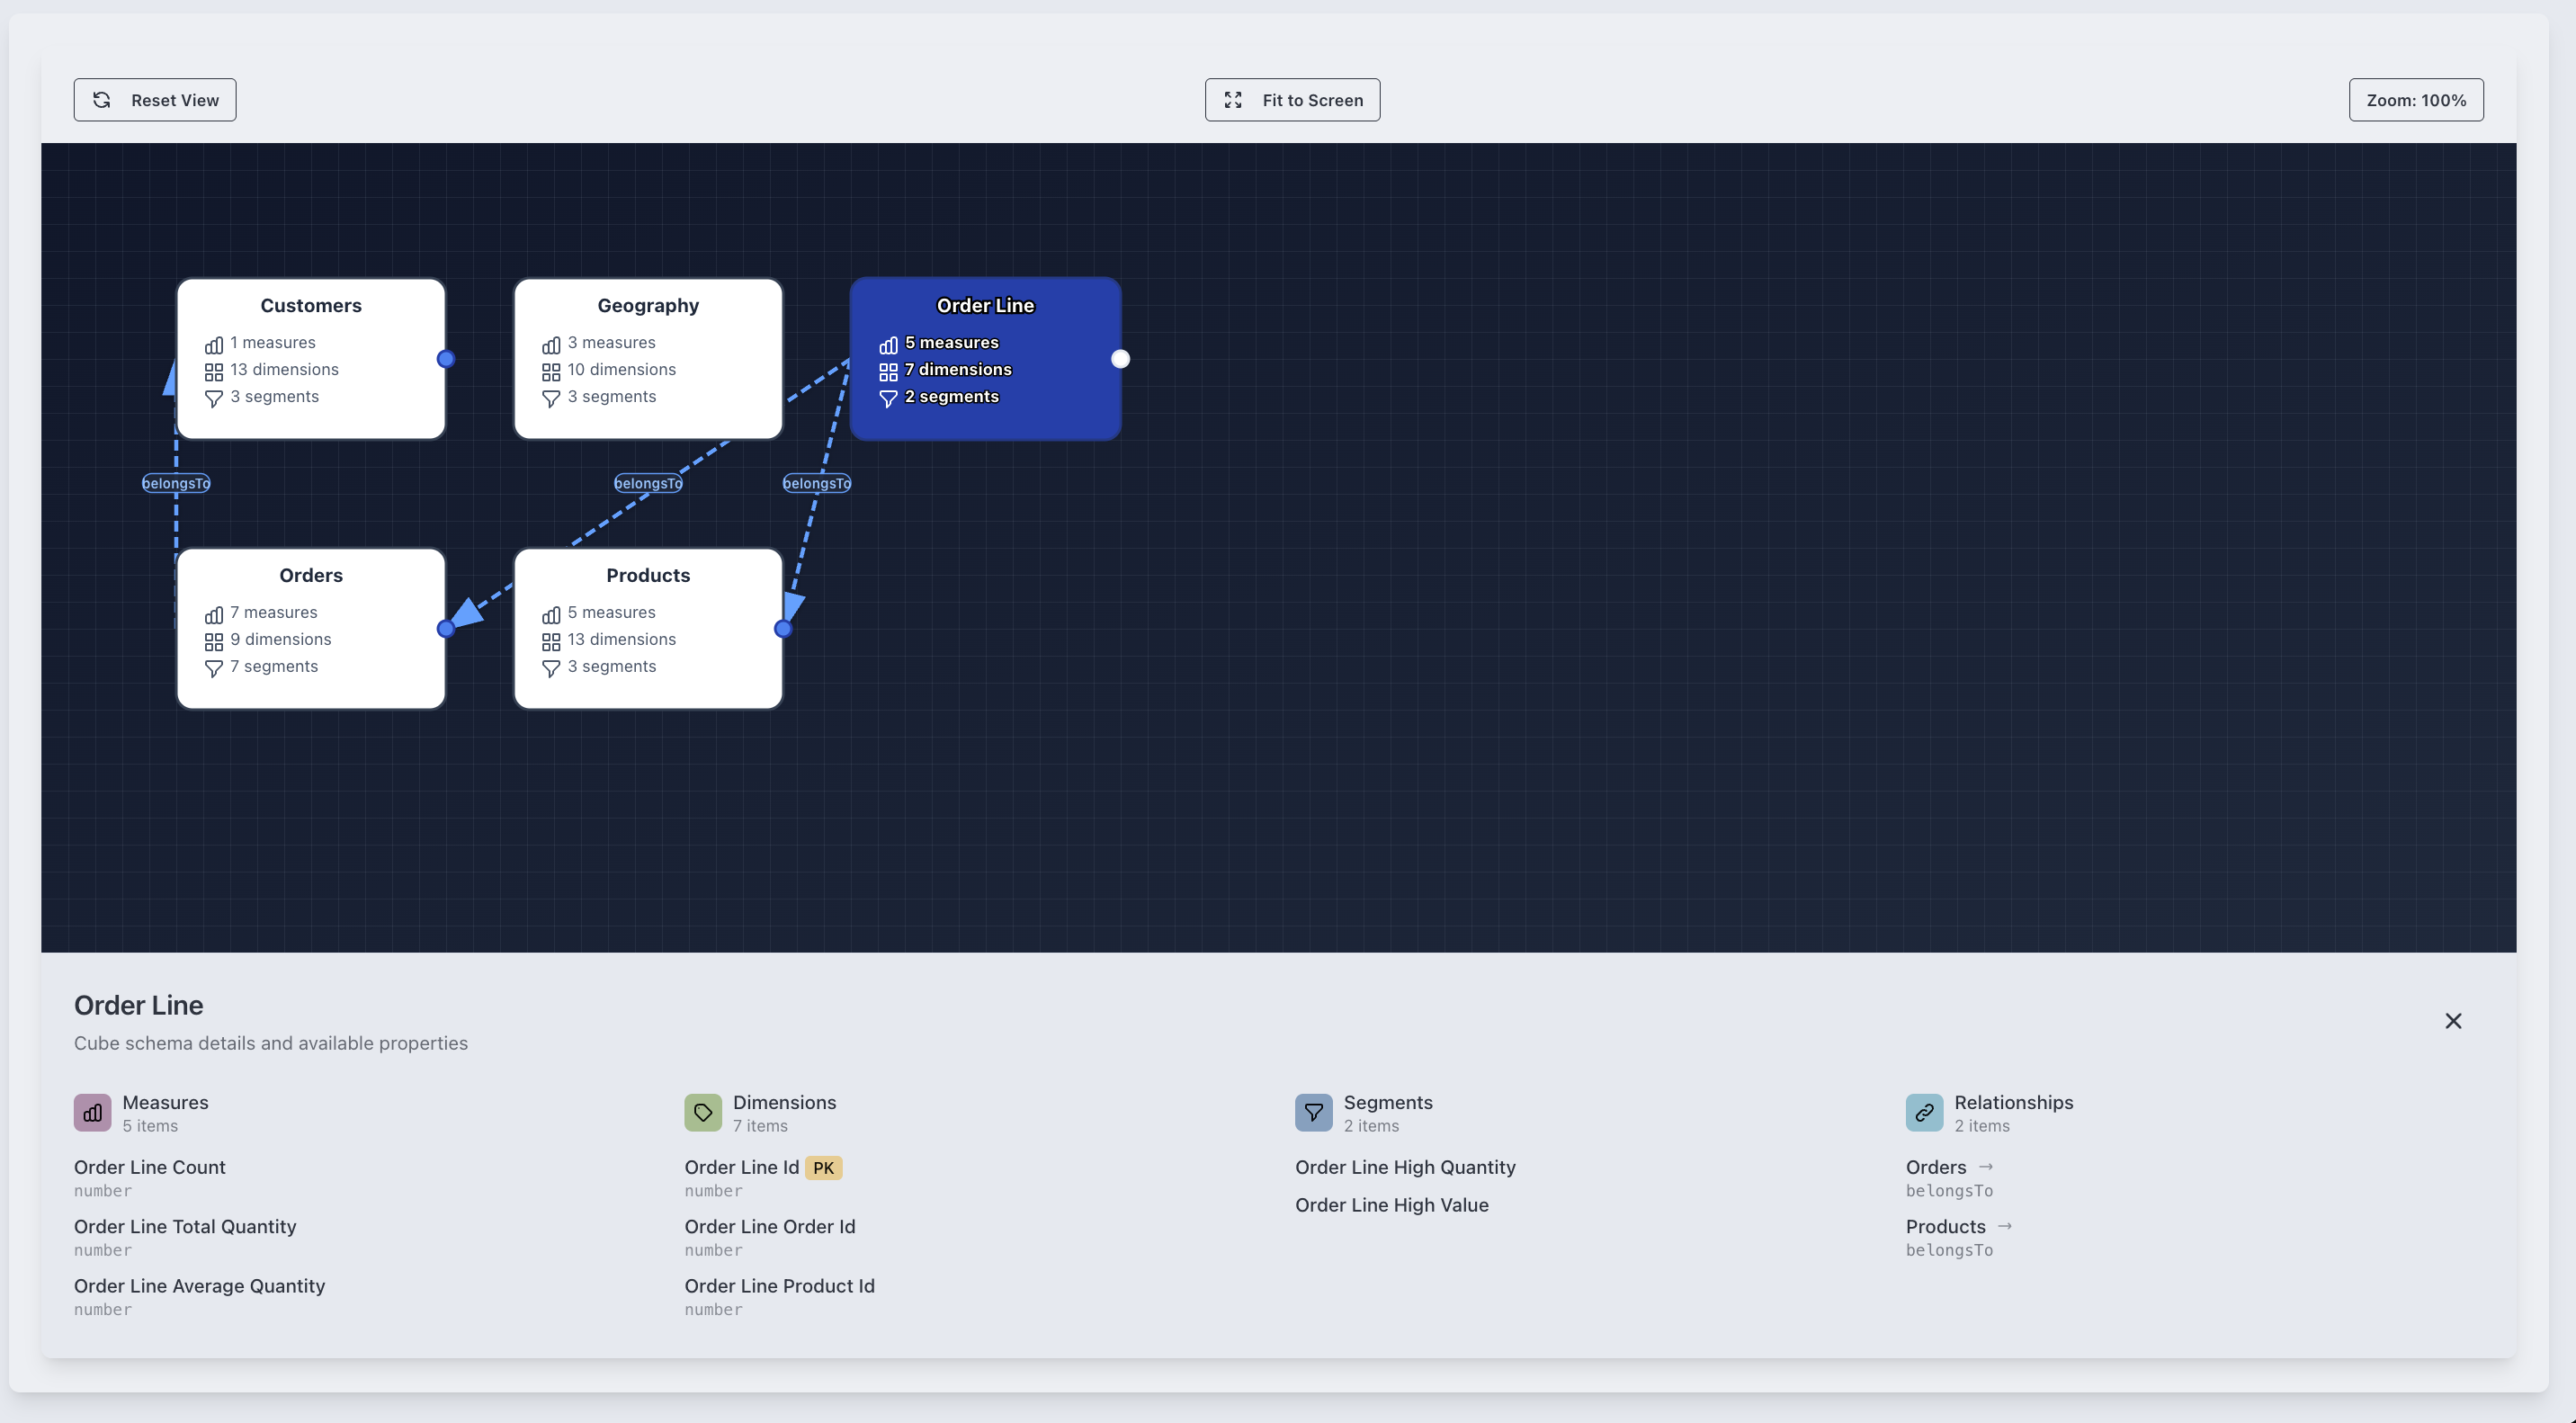 Reset View
Fit to Screen
Zoom: 100%
Customers
1 measures
13 dimensions
3 segments
Geography
3 measures
10 dimensions
3 segments
Order Line
5 measures
7 dimensions
2 segments
belongsTo
belongsTo
belongsTo
Orders
7 measures
9 dimensions
7 segments
Products
5 measures
13 dimensions
3 segments
Order Line
Cube schema details and available properties
Measures
5 items
Order Line Count
number
Order Line Total Quantity
number
Order Line Average Quantity
number
Dimensions
7 items
Order Line Id PK
number
Order Line Order Id
number
Order Line Product Id
number
Segments
2 items
Order Line High Quantity
Order Line High Value
Relationships
2 items
Orders →
belongsTo
Products →
belongsTo